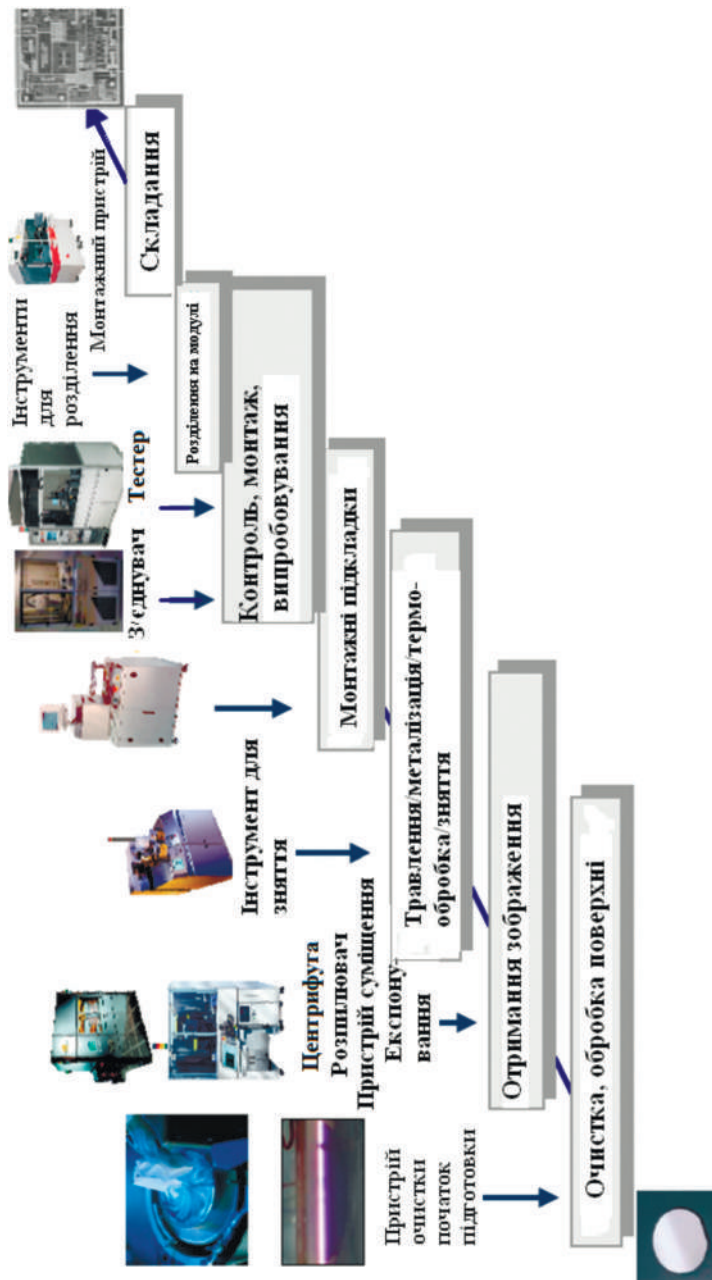 Пристрій
очистки
початок
підготовки
Очистка, обробка поверхні
Центрифуга
Розпилювач
Пристрій суміщення
Експону-
вання
Отримання зображення
Інструмент для
зняття
Травлення/металізація/термо-
обробка/зняття
Монтажні підкладки
З/єднувач
Тестер
Контроль, монтаж,
випробовування
Інструменти
для
розділення
Розділення на модулі
Монтажний пристрій
Складання